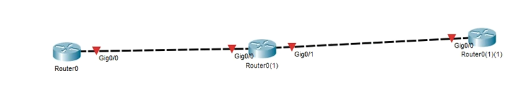 Router0
Gig0/0
Gig0/0
Router0(1)
Gig0/1
Gig0/0
Router0(1)(1)